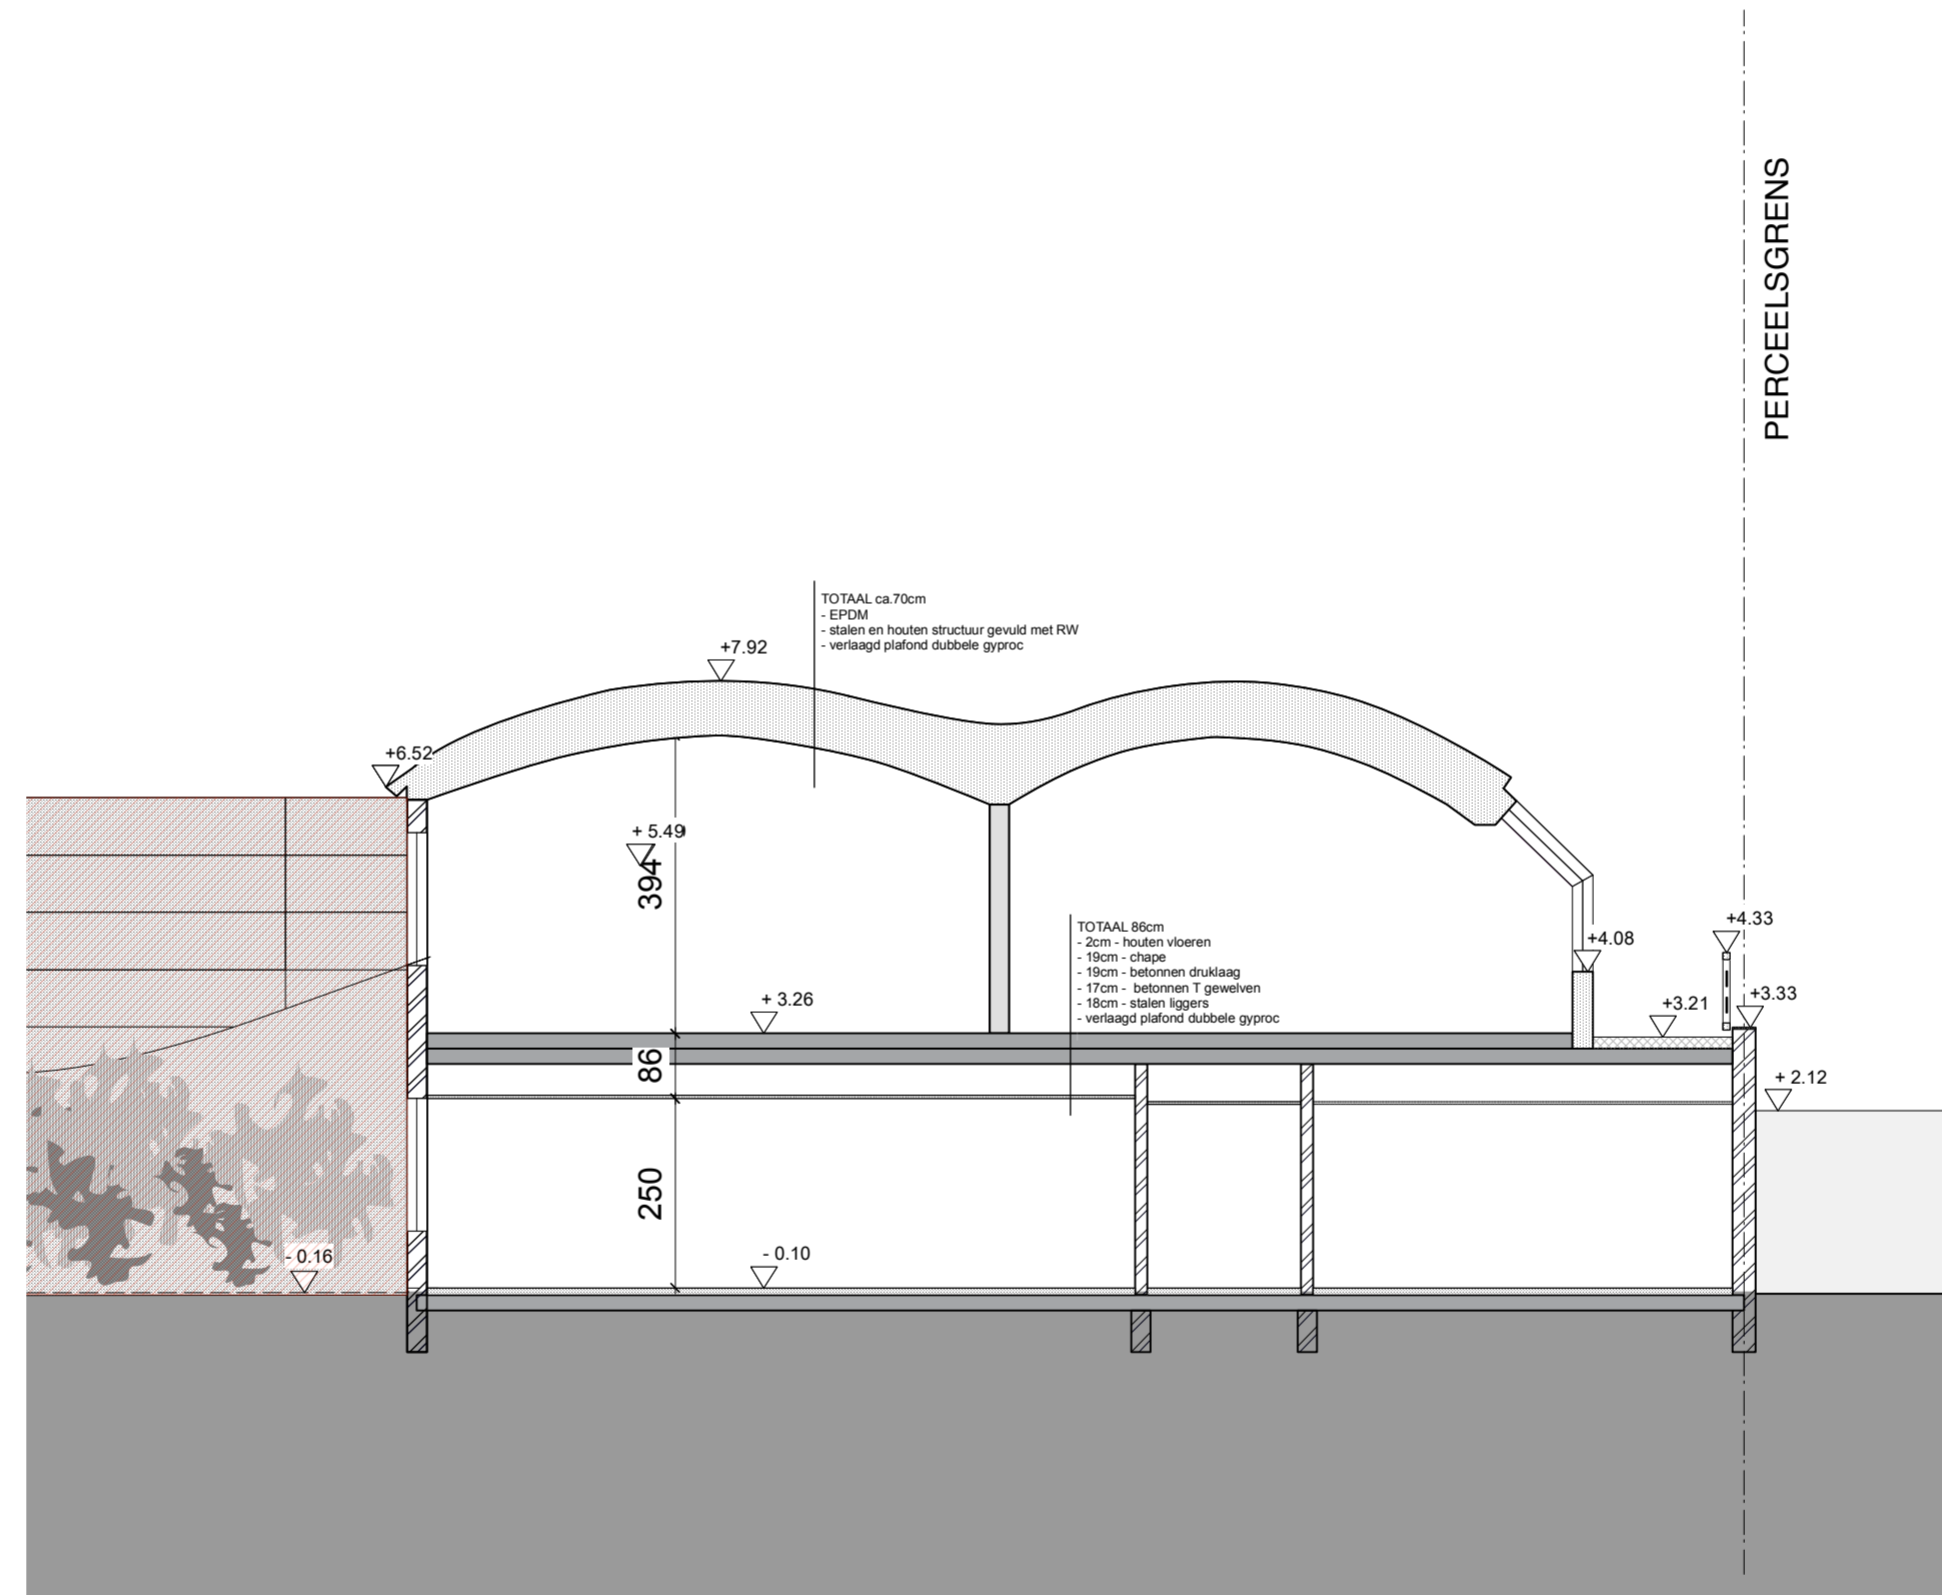 PERCEELSGRENS
TOTAAL ca.70cm
- EPDM
- stalen en houten structuur gevuld met RW
- verlaagd plafond dubbele gyproc
+7.92
+6.52
+ 5.49
394
TOTAAL 86cm
- 2cm - houten vloeren
- 19cm - chape
- 19cm - betonnen druklaag
- 17cm -  betonnen T gewelven
- 18cm - stalen liggers
- verlaagd plafond dubbele gyproc
+4.33
+4.08
+ 3.26
+3.21
+3.33
86
+ 2.12
250
- 0.16
- 0.10